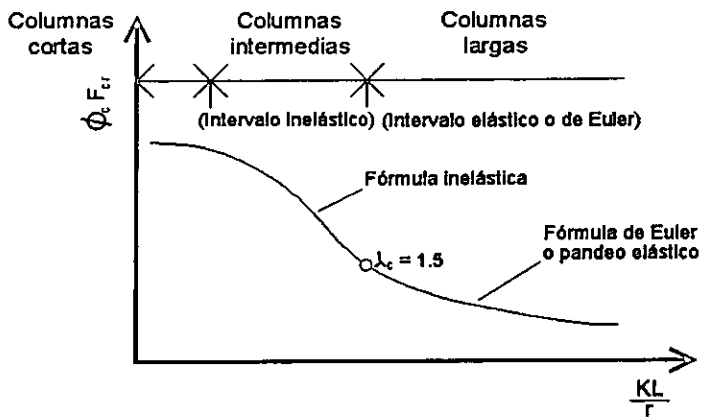 Columnas
cortas
Columnas
intermedias
Columnas
largas
ϕc Fcr
(Intervalo inelástico)
(Intervalo elástico o de Euler)
Fórmula inelástica
Fórmula de Euler
o pandeo elástico
λc = 1.5
KL
r